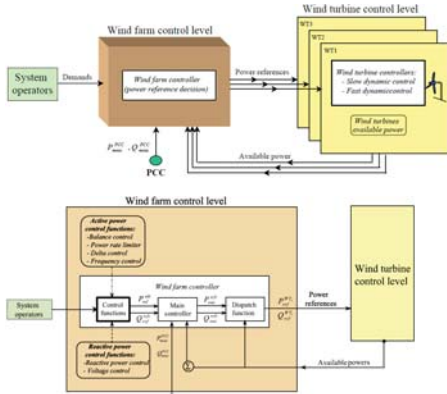 Wind farm control level
Wind turbine control level
WT3
WT2
WT1
System
operators
Demands
Wind farm controller
(power reference decision)
Power references
Wind turbine controllers:
- Slow dynamic control
- Fast dynamiccontrol
Wind turbines
available power
Available power
PCC
Wind farm control level
Active power
control functions:
-Balance control
- Power rate limiter
- Delta control
- Frequency control
Wind farm controller
System
operators
Control
functions
Main
controller
Dispatch
function
Power
references
Wind turbine
control level
Reactive power
control functions:
-Reactive power control
- Voltage control
Σ
Available powers